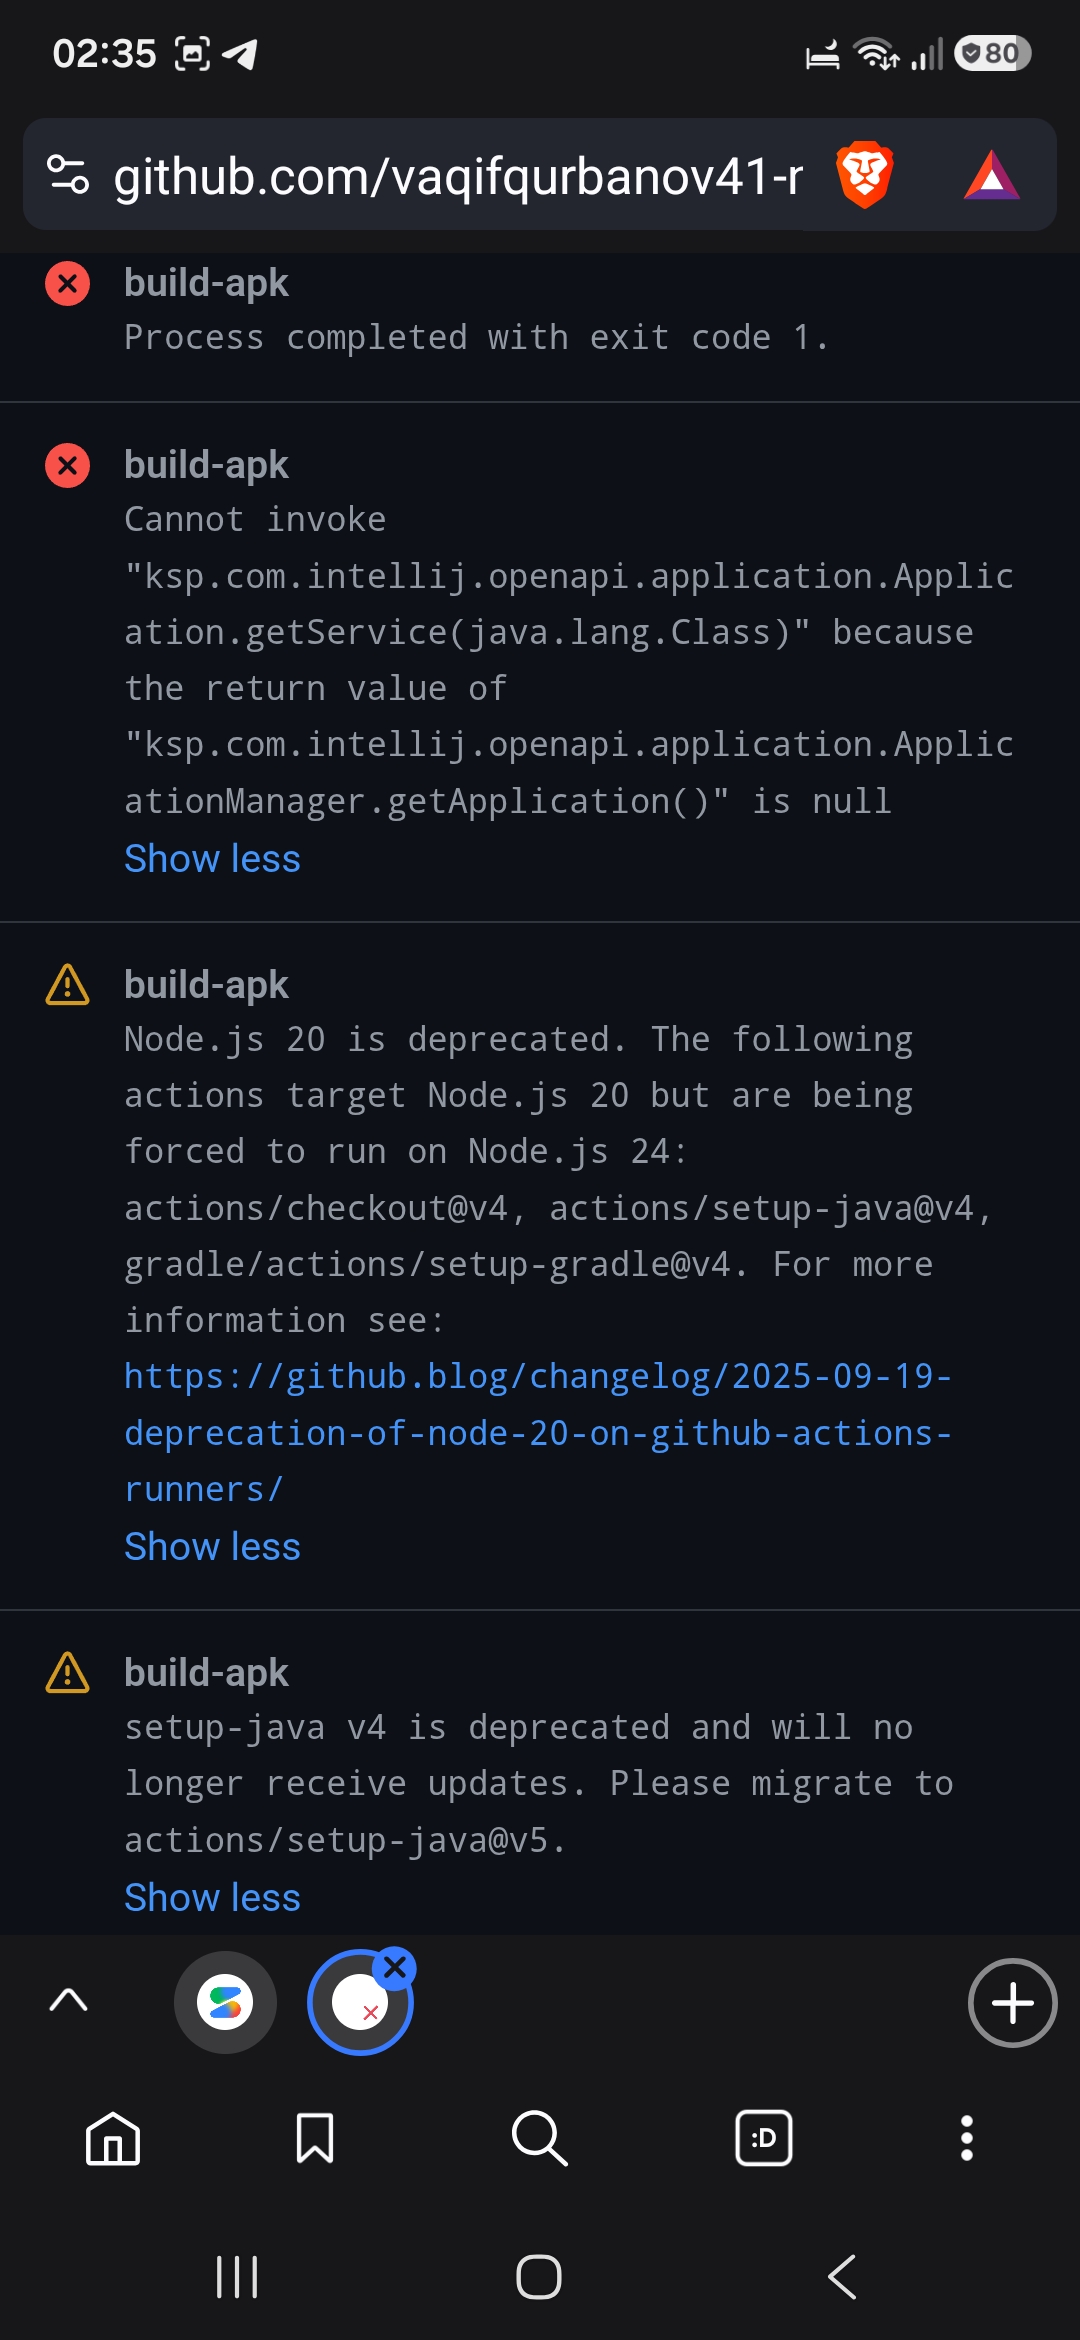 02:35
80
github.com/vaqifqurbanov41-r
build-apk
Process completed with exit code 1.
build-apk
Cannot invoke
"ksp.com.intellij.openapi.application.Applic
ation.getService(java.lang.Class)" because
the return value of
"ksp.com.intellij.openapi.application.Applic
ationManager.getApplication()" is null
Show less
build-apk
Node.js 20 is deprecated. The following
actions target Node.js 20 but are being
forced to run on Node.js 24:
actions/checkout@v4, actions/setup-java@v4,
gradle/actions/setup-gradle@v4. For more
information see:
https://github.blog/changelog/2025-09-19-
deprecation-of-node-20-on-github-actions-
runners/
Show less
build-apk
setup-java v4 is deprecated and will no
longer receive updates. Please migrate to
actions/setup-java@v5.
Show less
:D